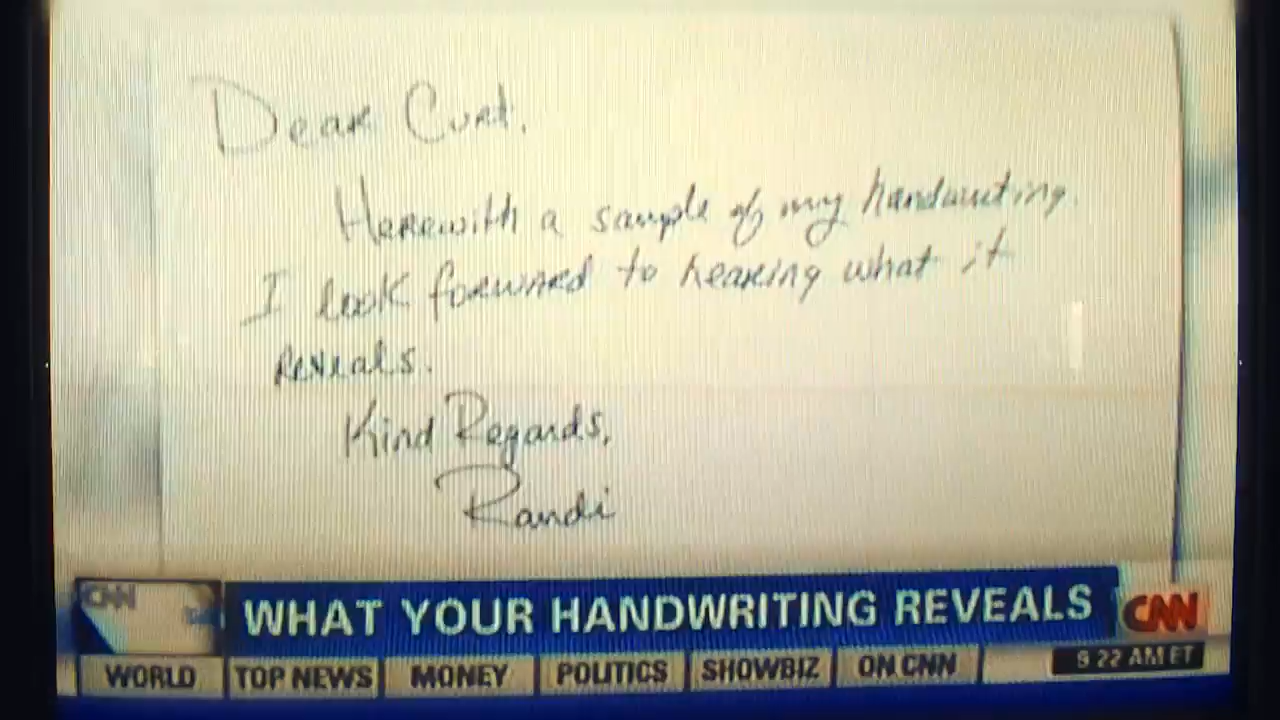 Dear Curt,
Herewith a sample of my handwriting.
I look forward to hearing what it
reveals.
Kind Regards,
Randi
CNN
WHAT YOUR HANDWRITING REVEALS
CNN
9:22 AM ET
WORLD TOP NEWS MONEY POLITICS SHOWBIZ ON CNN